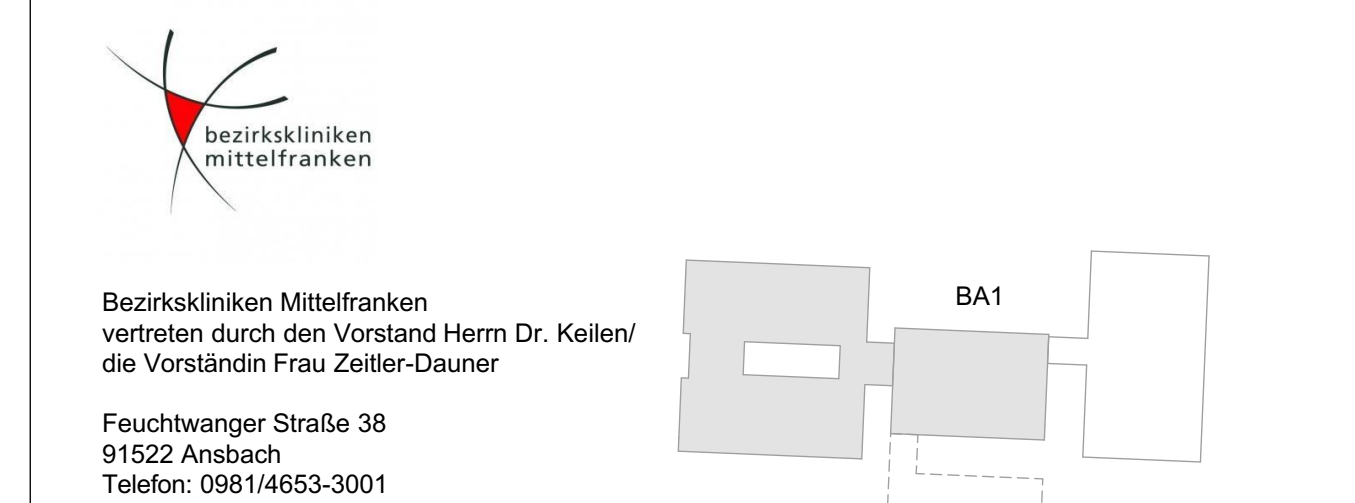 bezirkskliniken
mittelfranken
BA1
Bezirkskliniken Mittelfranken
vertreten durch den Vorstand Herrn Dr. Keilen/
die Vorständin Frau Zeitler-Dauner
Feuchtwanger Straße 38
91522 Ansbach
Telefon: 0981/4653-3001